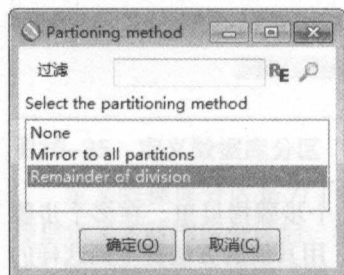 Partioning method
过滤
RE
Select the partitioning method
None
Mirror to all partitions
Remainder of division
确定(O)
取消(C)